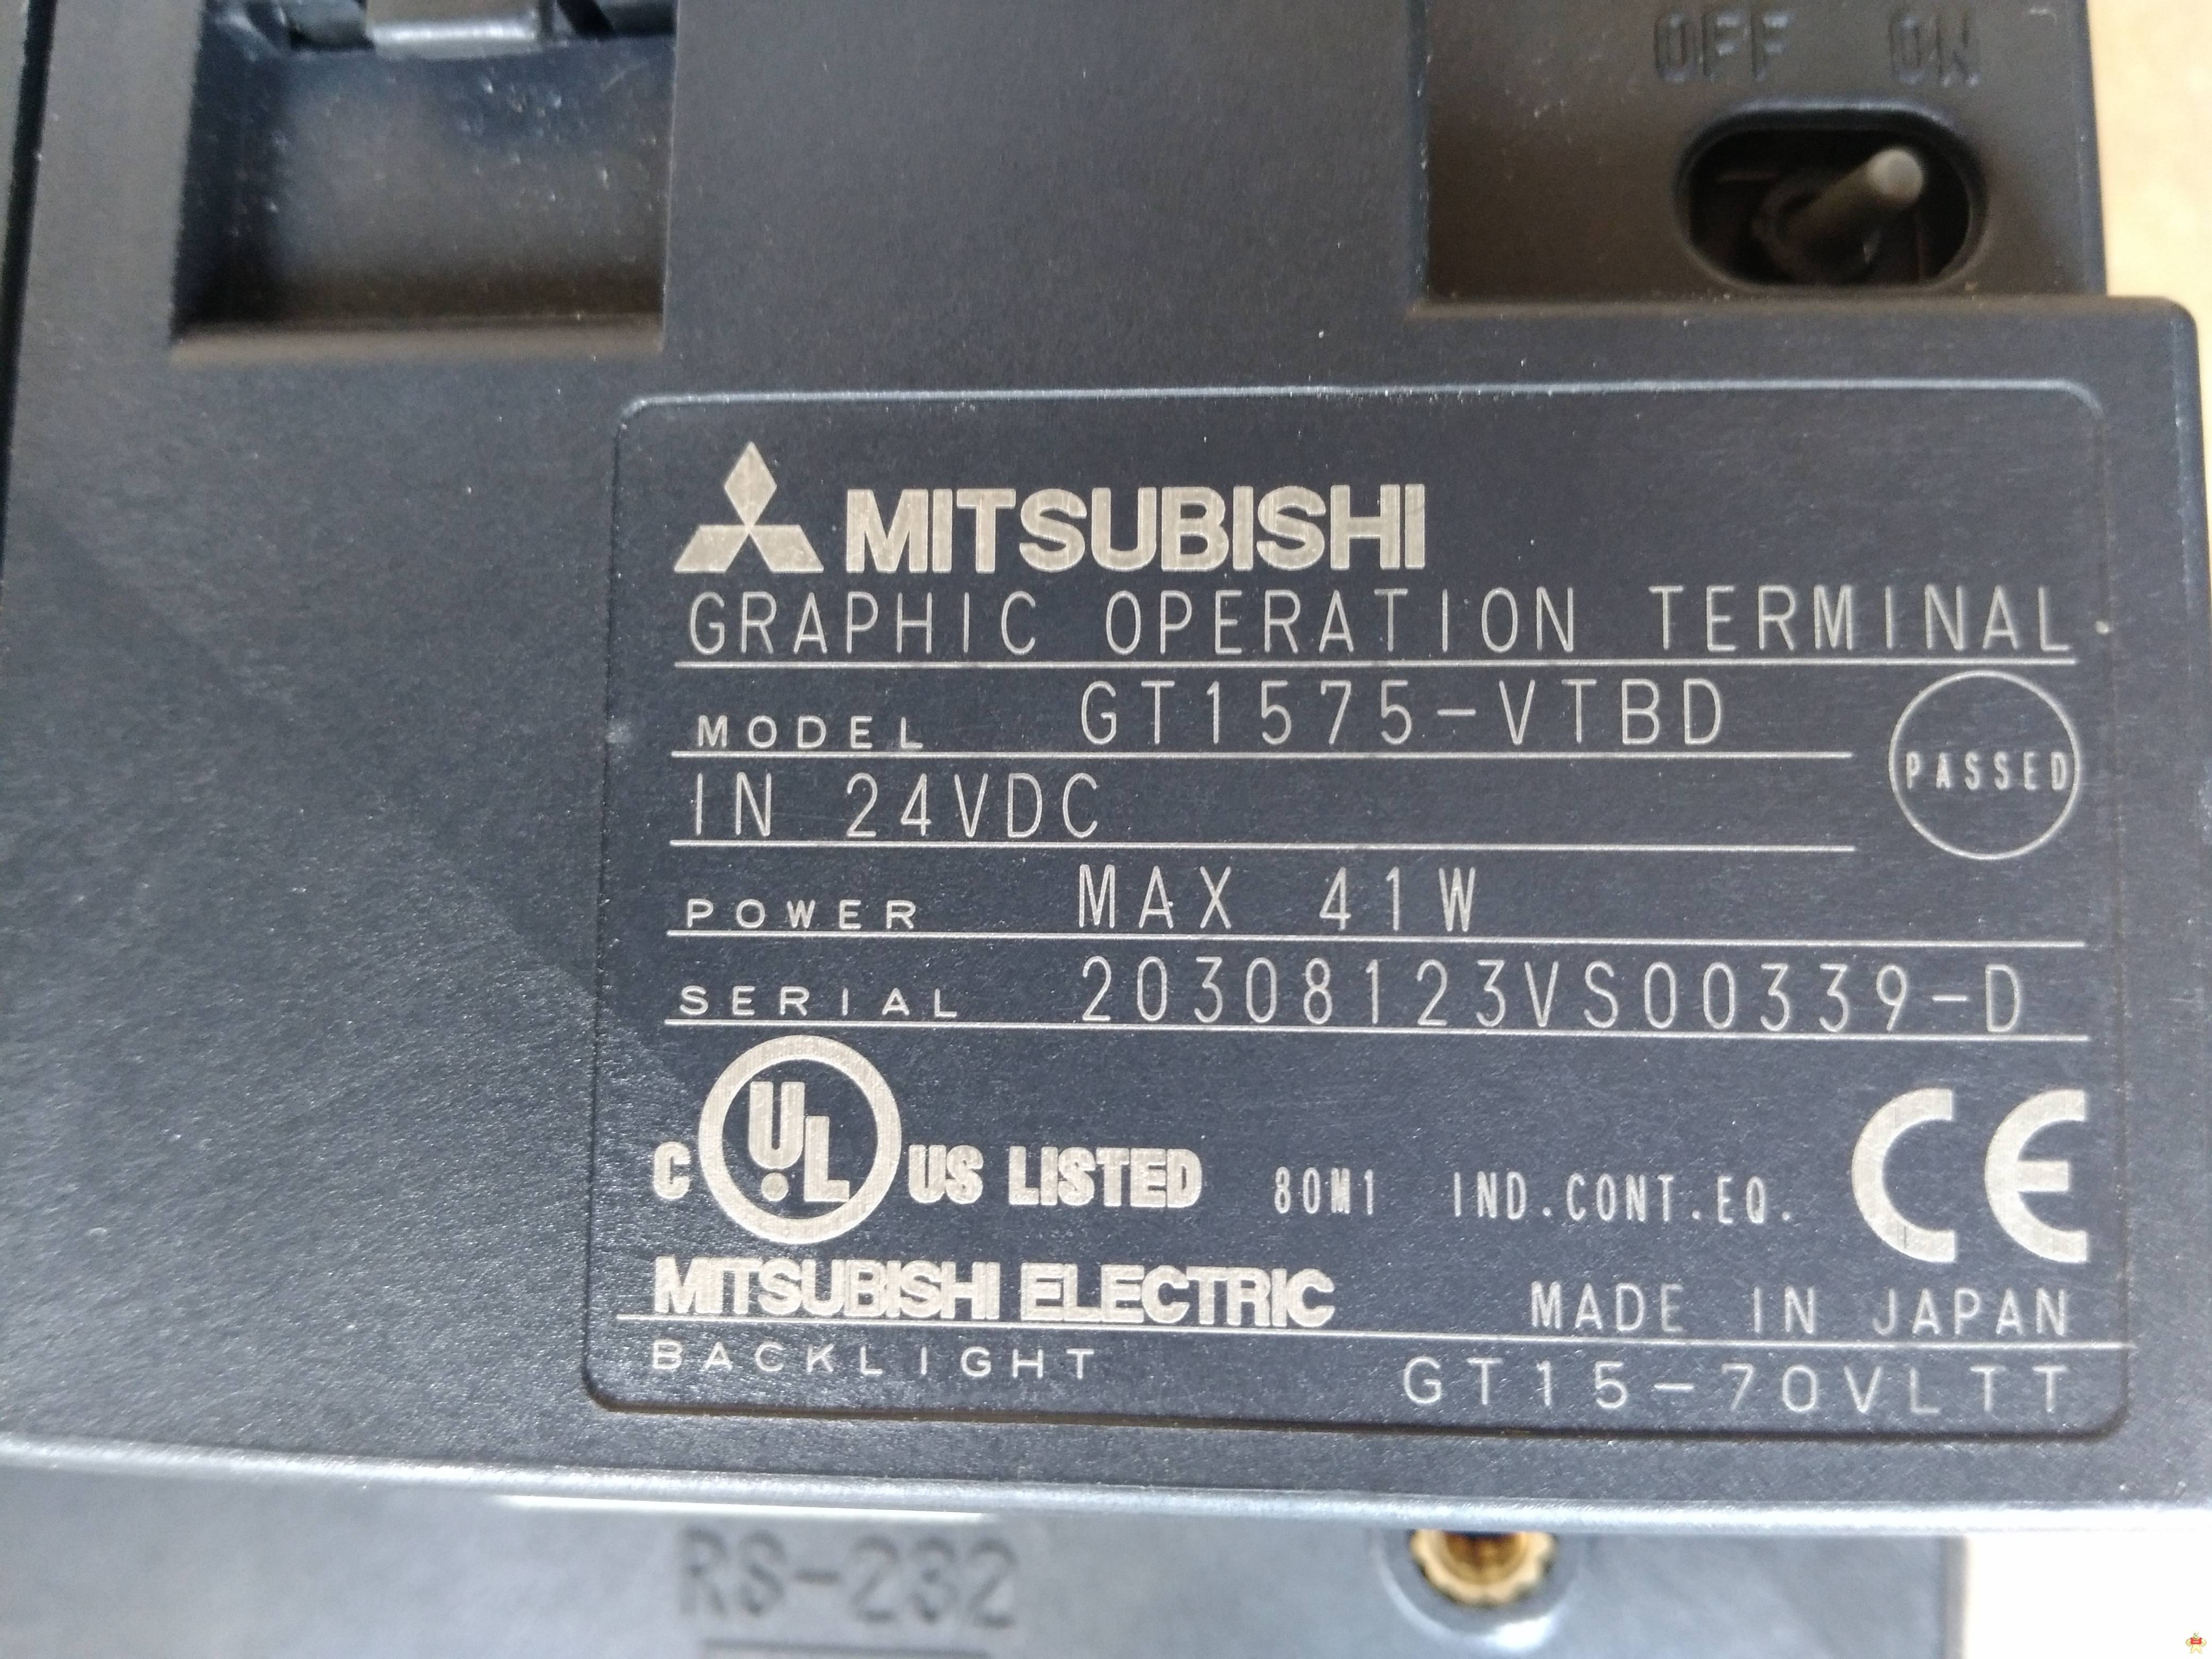 OFF ON
MITSUBISHI
GRAPHIC OPERATION TERMINAL
MODEL GT1575-VTBD
PASSED
IN 24VDC
POWER MAX 41W
SERIAL 20308123VS00339-D
C UL US LISTED 80M1 IND.CONT.EQ. CE
MITSUBISHI ELECTRIC MADE IN JAPAN
BACKLIGHT GT15-70VLTT
RS-232